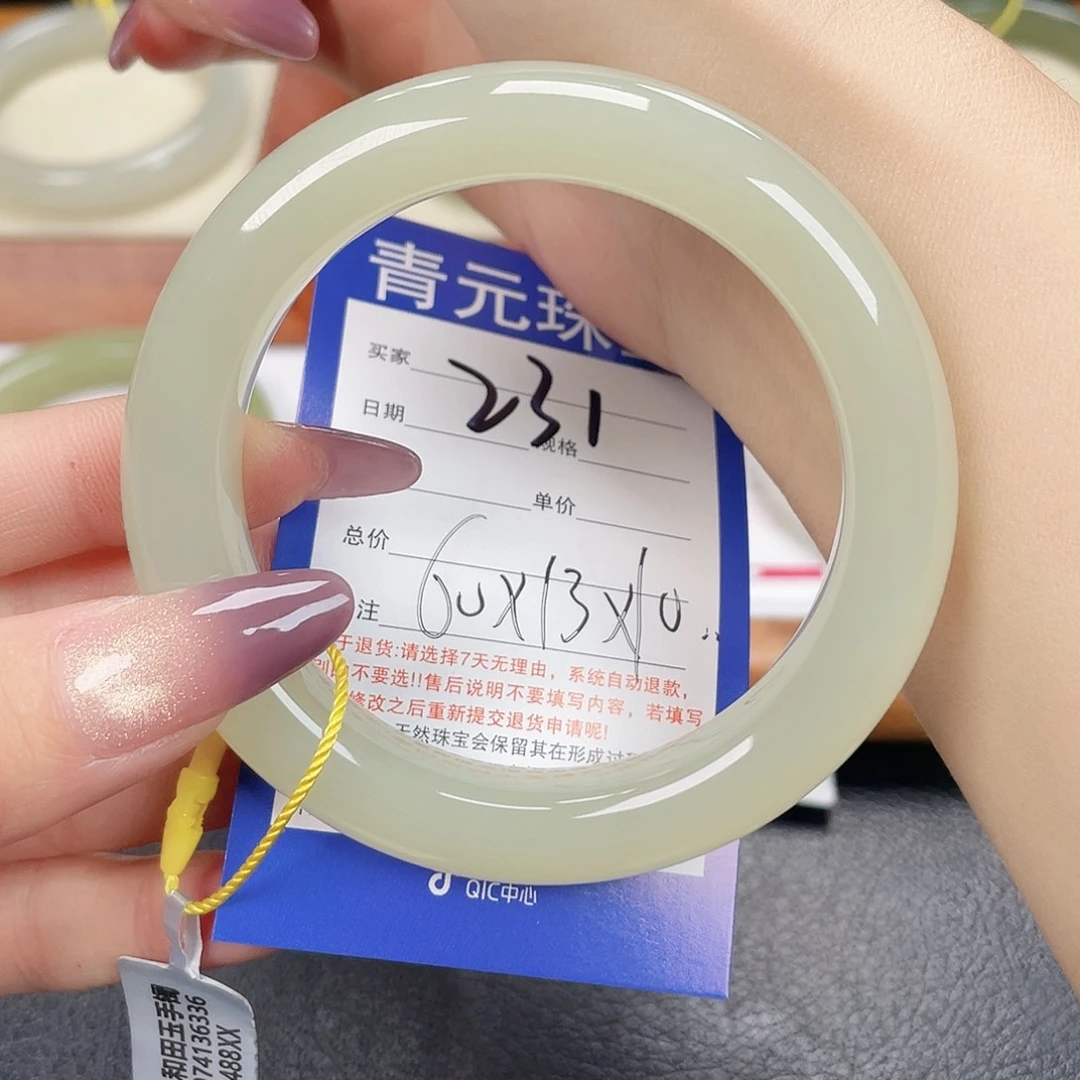 青元珠
买家 231
日期
规格
单价
总价
注 60X13X10
于退货:请选择7天无理由，系统自动退款，
不要选!!售后说明不要填写内容，若填写
修改之后重新提交退货申请呢!
天然珠宝会保留其在形成过
QIC中心
和田玉手镯
974136336
488XX